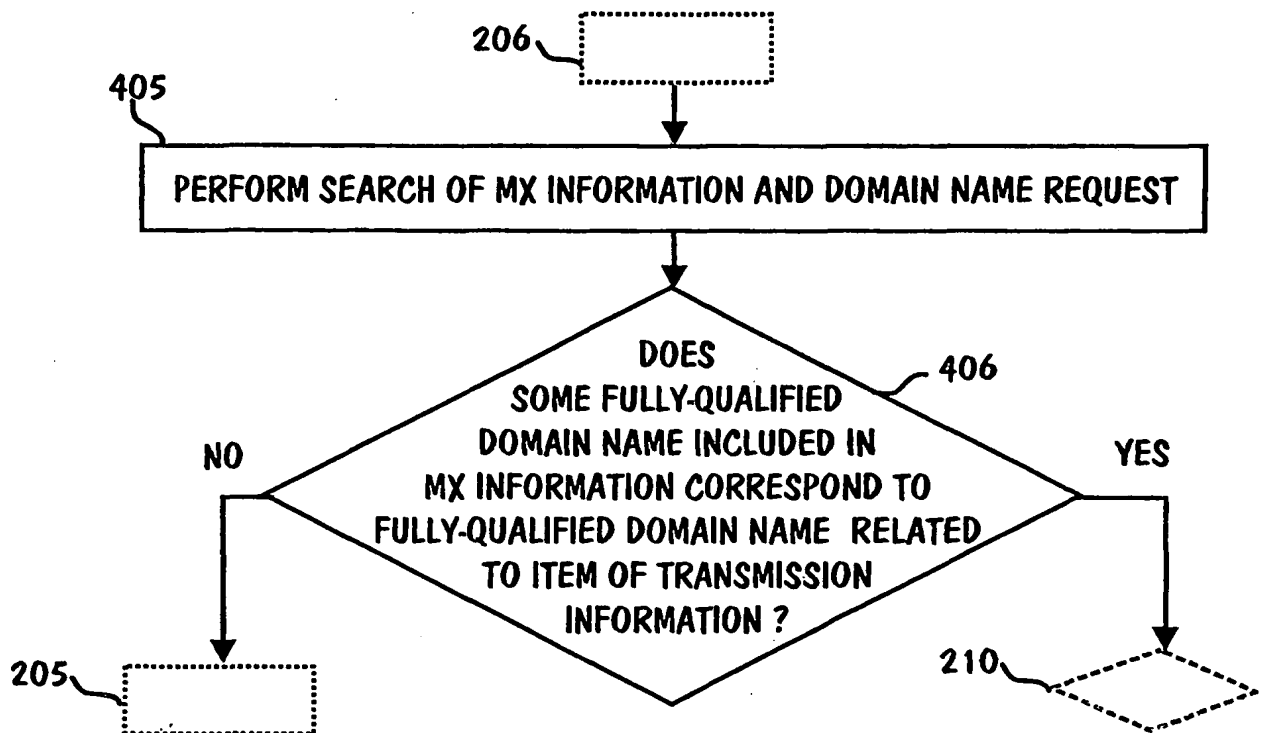 206
405
PERFORM SEARCH OF MX INFORMATION AND DOMAIN NAME REQUEST
DOES
SOME FULLY-QUALIFIED
DOMAIN NAME INCLUDED IN
MX INFORMATION CORRESPOND TO
FULLY-QUALIFIED DOMAIN NAME RELATED
TO ITEM OF TRANSMISSION
INFORMATION ?
406
NO
YES
205
210